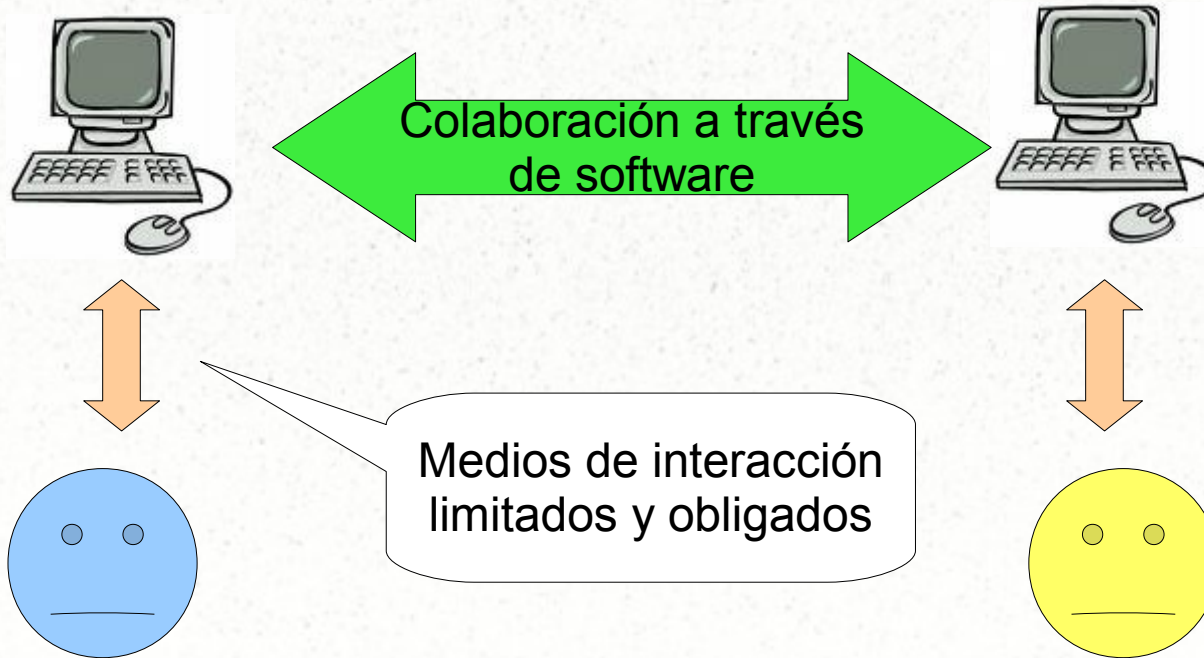 Colaboración a través
de software
Medios de interacción
limitados y obligados